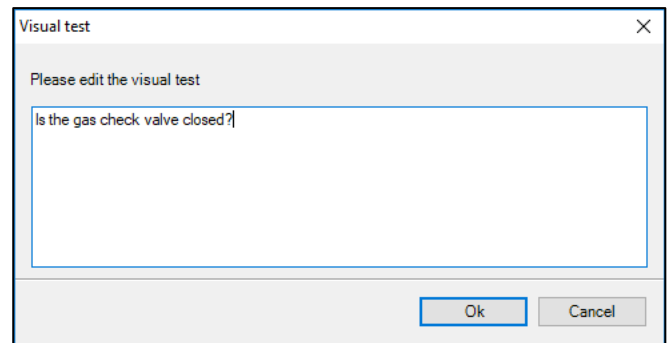 Visual test
Please edit the visual test
Is the gas check valve closed?
Ok Cancel